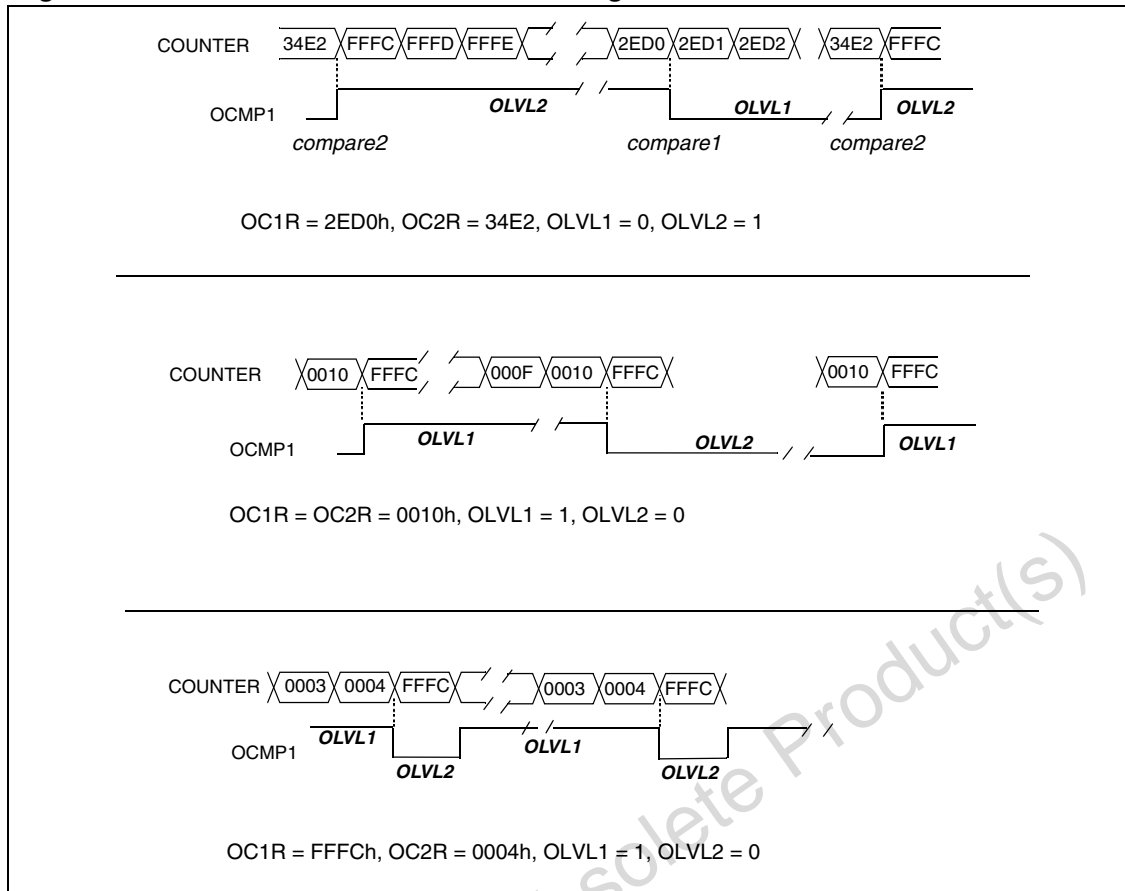 COUNTER 34E2 FFFC FFFD FFFE 2ED0 2ED1 2ED2 34E2 FFFC
OCMP1 OLVL2 OLVL1 OLVL2
compare2 compare1 compare2
OC1R = 2ED0h, OC2R = 34E2, OLVL1 = 0, OLVL2 = 1
COUNTER 0010 FFFC 000F 0010 FFFC 0010 FFFC
OCMP1 OLVL1 OLVL2 OLVL1
OC1R = OC2R = 0010h, OLVL1 = 1, OLVL2 = 0
COUNTER 0003 0004 FFFC 0003 0004 FFFC
OCMP1 OLVL1 OLVL2 OLVL1 OLVL2
OC1R = FFFCh, OC2R = 0004h, OLVL1 = 1, OLVL2 = 0
solete Product(s)